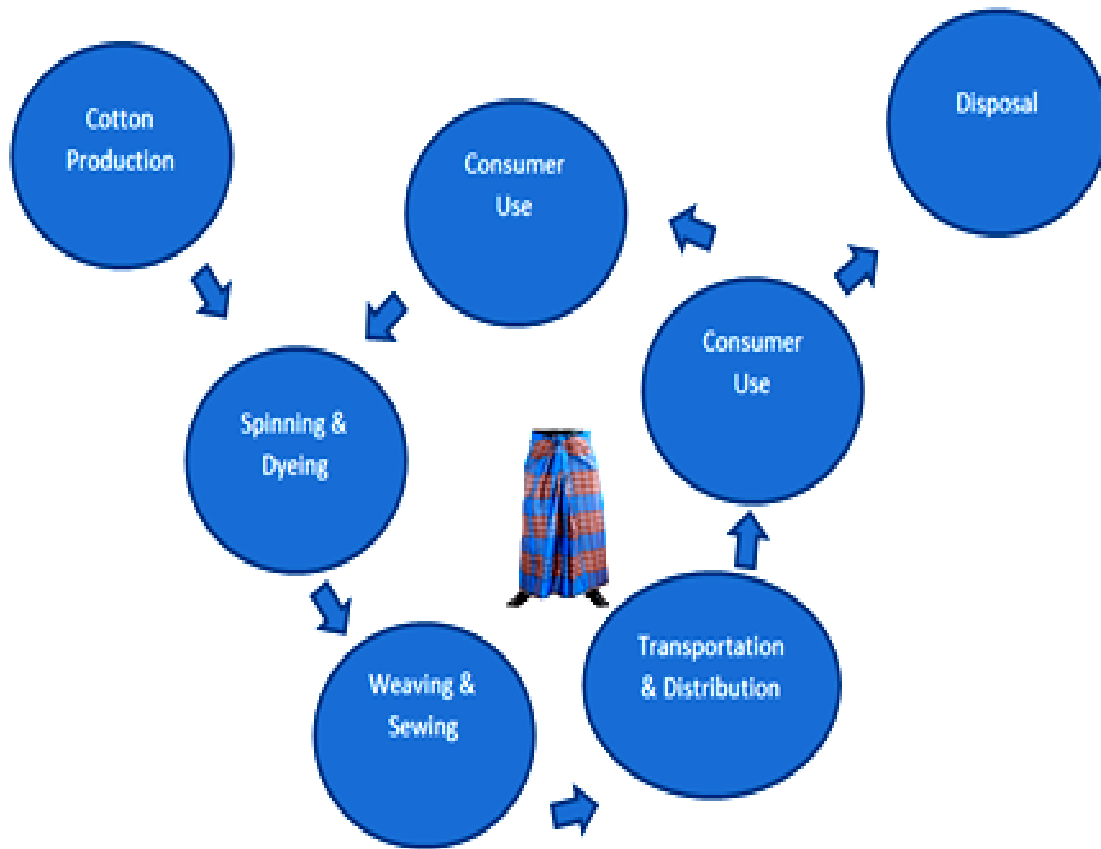 Cotton
Production
Consumer
Use
Disposal
Consumer
Use
Spinning &
Dyeing
Weaving &
Sewing
Transportation
& Distribution